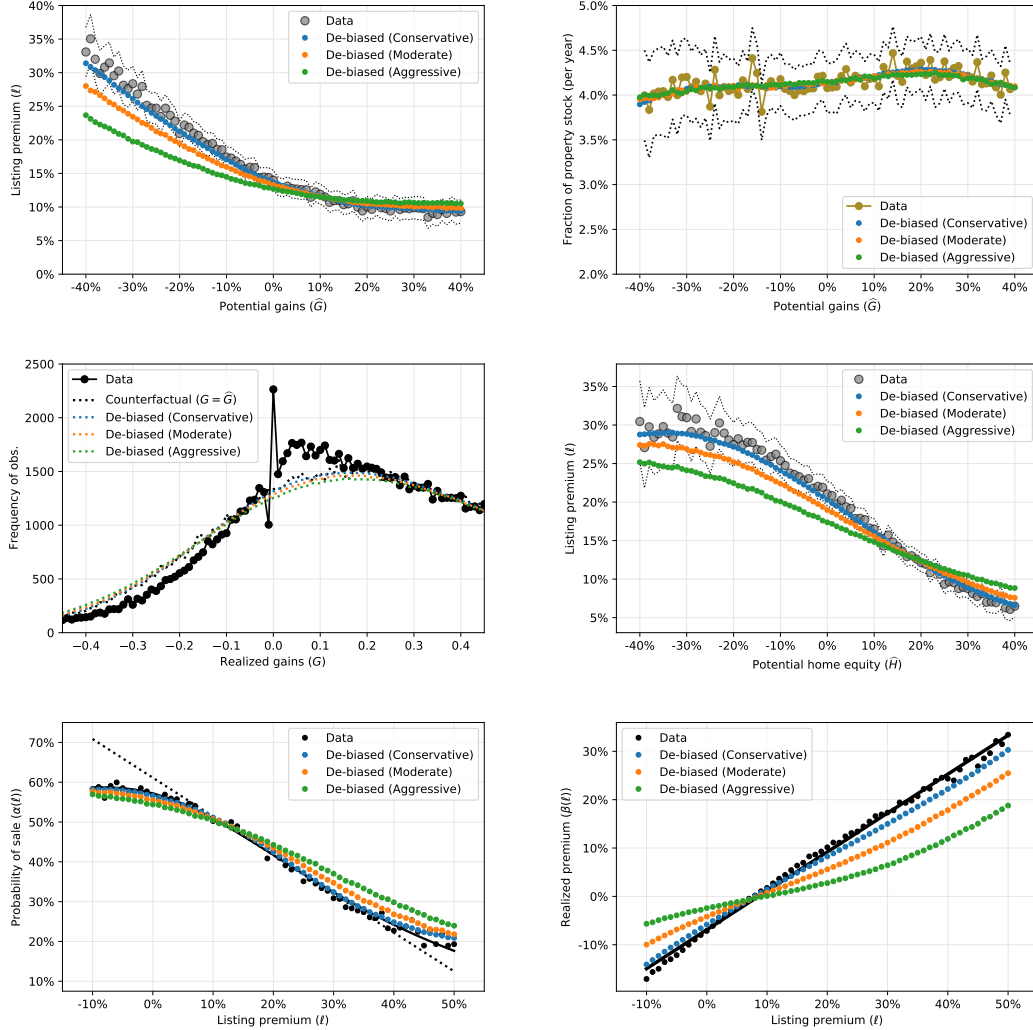 40%
35%
30%
25%
20%
15%
10%
5%
0%
Listing premium (ℓ)
Data
De-biased (Conservative)
De-biased (Moderate)
De-biased (Aggressive)
-40% -30% -20% -10% 0% 10% 20% 30% 40%
Potential gains (Ĝ)
5.0%
4.5%
4.0%
3.5%
3.0%
2.5%
2.0%
Fraction of property stock (per year)
Data
De-biased (Conservative)
De-biased (Moderate)
De-biased (Aggressive)
-40% -30% -20% -10% 0% 10% 20% 30% 40%
Potential gains (Ĝ)
2500
2000
1500
1000
500
0
Frequency of obs.
Data
Counterfactual (G = Ĝ)
De-biased (Conservative)
De-biased (Moderate)
De-biased (Aggressive)
−0.4 −0.3 −0.2 −0.1 0.0 0.1 0.2 0.3 0.4
Realized gains (G)
35%
30%
25%
20%
15%
10%
5%
Listing premium (ℓ)
Data
De-biased (Conservative)
De-biased (Moderate)
De-biased (Aggressive)
-40% -30% -20% -10% 0% 10% 20% 30% 40%
Potential home equity (Ĥ)
70%
60%
50%
40%
30%
20%
10%
Probability of sale (α(ℓ))
Data
De-biased (Conservative)
De-biased (Moderate)
De-biased (Aggressive)
-10% 0% 10% 20% 30% 40% 50%
Listing premium (ℓ)
30%
20%
10%
0%
-10%
Realized premium (β(ℓ))
Data
De-biased (Conservative)
De-biased (Moderate)
De-biased (Aggressive)
-10% 0% 10% 20% 30% 40% 50%
Listing premium (ℓ)